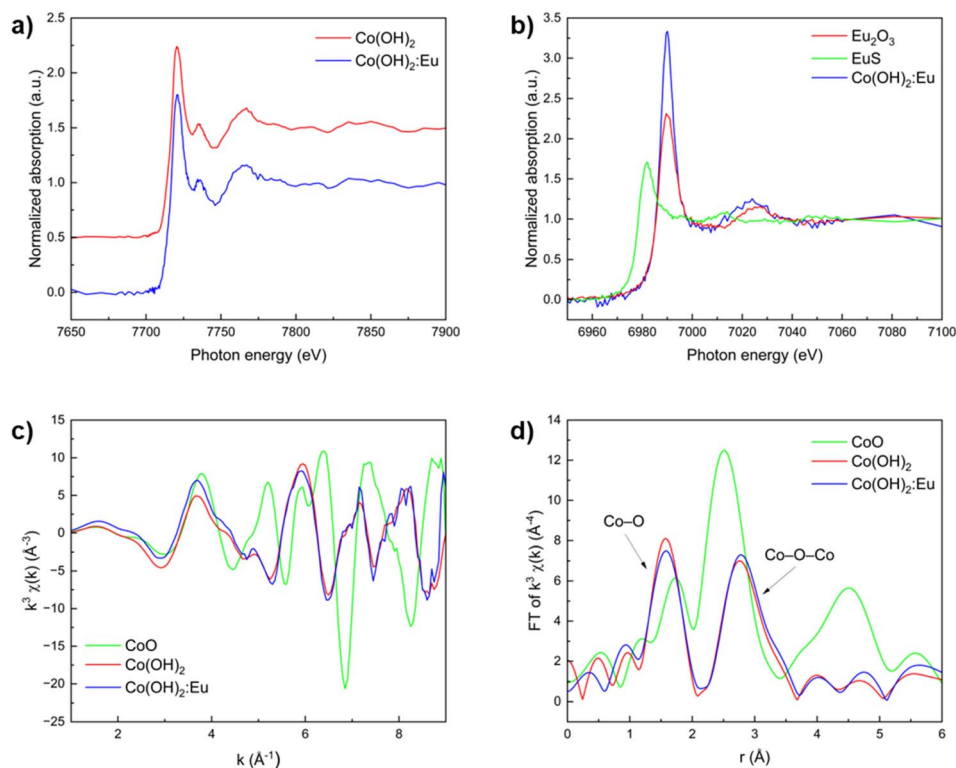 a)
Normalized absorption (a.u.)
2.5
2.0
1.5
1.0
0.5
0.0
Co(OH)₂
Co(OH)₂:Eu
7650 7700 7750 7800 7850 7900
Photon energy (eV)
b)
Normalized absorption (a.u.)
3.5
3.0
2.5
2.0
1.5
1.0
0.5
0.0
Eu₂O₃
EuS
Co(OH)₂:Eu
6960 6980 7000 7020 7040 7060 7080 7100
Photon energy (eV)
c)
k³ χ(k) (Å⁻³)
15
10
5
0
−5
−10
−15
−20
−25
CoO
Co(OH)₂
Co(OH)₂:Eu
2 4 6 8
k (Å⁻¹)
d)
FT of k³ χ(k) (Å⁻⁴)
14
12
10
8
6
4
2
0
CoO
Co(OH)₂
Co(OH)₂:Eu
Co–O
Co–O–Co
0 1 2 3 4 5 6
r (Å)